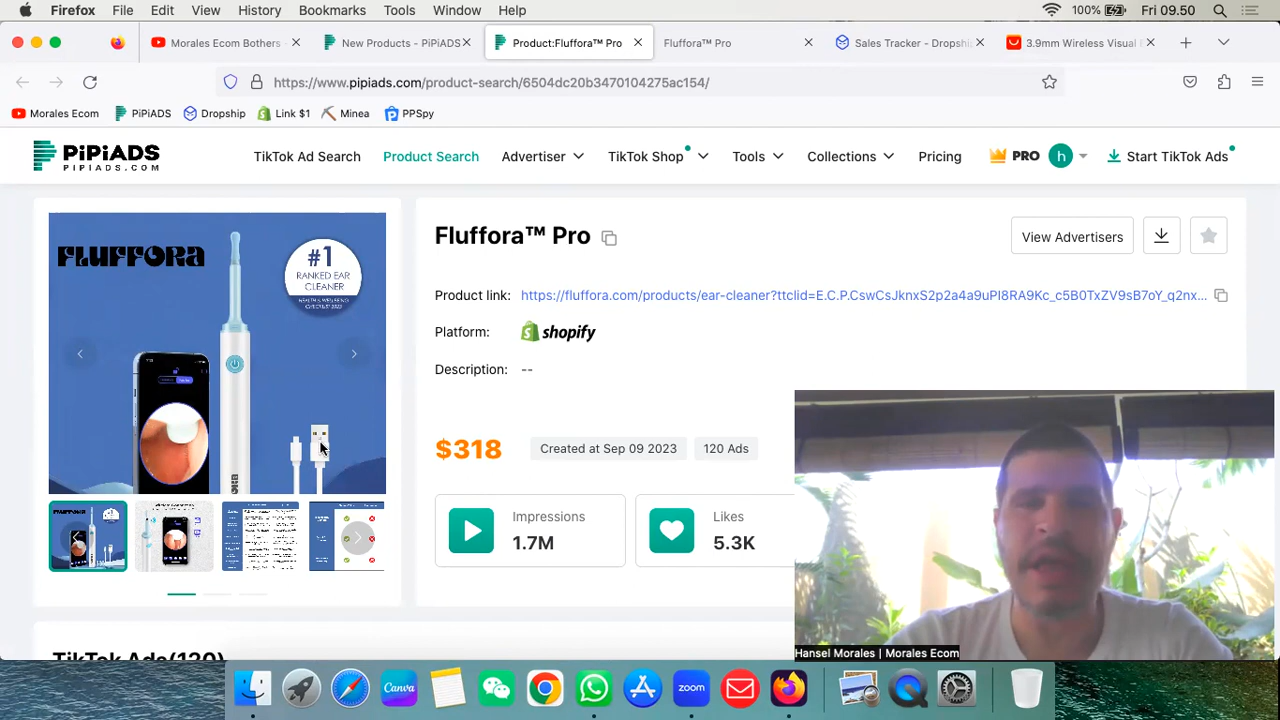 Firefox File Edit View History Bookmarks Tools Window Help
100% Fri 09.50
Morales Ecom Bothers -
New Products - PiPiADS
Product:Fluffora™ Pro
Fluffora™ Pro
Sales Tracker - Dropshi
3.9mm Wireless Visual
https://www.pipiads.com/product-search/6504dc20b3470104275ac154/
Morales Ecom PiPiADS Dropship Link $1 Minea PPSpy
PiPiADS
PIPIADS.COM
TikTok Ad Search Product Search Advertiser TikTok Shop Tools Collections Pricing PRO h Start TikTok Ads
FLUFFORA
#1
RANKED EAR
CLEANER
Fluffora™ Pro
View Advertisers
Product link: https://fluffora.com/products/ear-cleaner?ttclid=E.C.P.CswCsJknxS2p2a4a9uPI8RA9Kc_c5B0TxZV9sB7oY_q2nx...
Platform: shopify
Description: --
$318 Created at Sep 09 2023 120 Ads
Impressions
1.7M
Likes
5.3K
TikTok Ads(130)
Hansel Morales | Morales Ecom
Canva
zoom